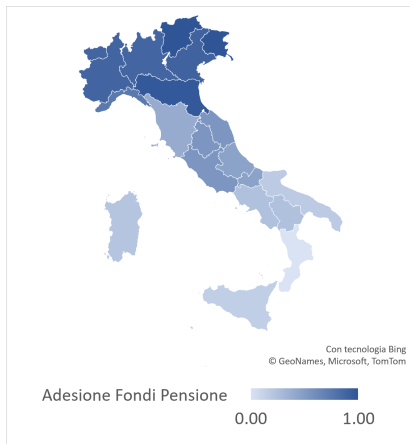 Con tecnologia Bing
© GeoNames, Microsoft, TomTom
Adesione Fondi Pensione
0.00 1.00